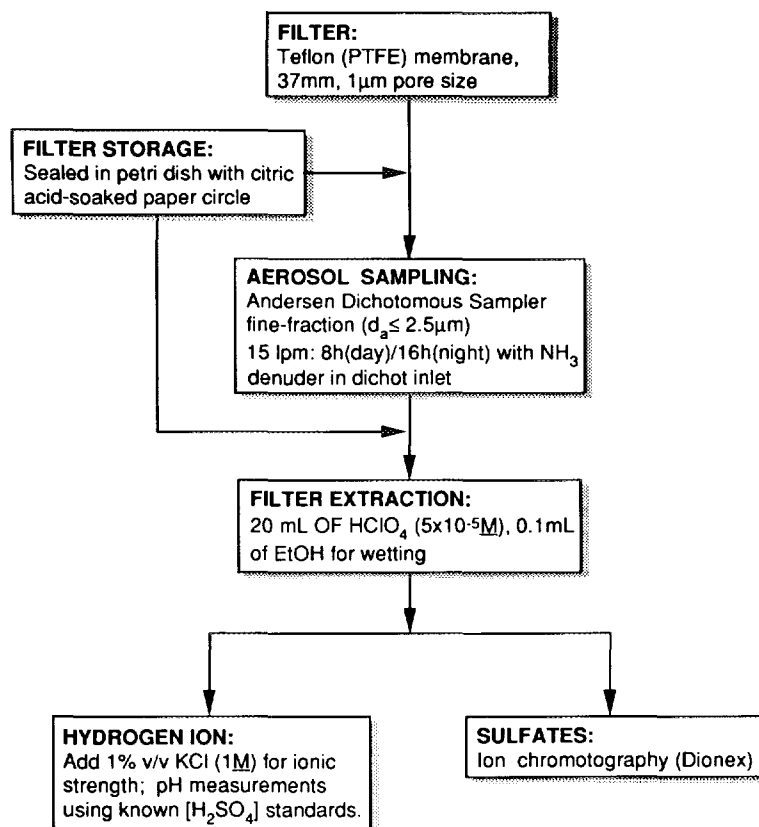 FILTER:
Teflon (PTFE) membrane,
37mm, 1µm pore size
FILTER STORAGE:
Sealed in petri dish with citric
acid-soaked paper circle
AEROSOL SAMPLING:
Andersen Dichotomous Sampler
fine-fraction (dₐ≤ 2.5µm)
15 lpm: 8h(day)/16h(night) with NH₃
denuder in dichot inlet
FILTER EXTRACTION:
20 mL OF HClO₄ (5x10⁻⁵M), 0.1mL
of EtOH for wetting
HYDROGEN ION:
Add 1% v/v KCl (1M) for ionic
strength; pH measurements
using known [H₂SO₄] standards.
SULFATES:
Ion chromotography (Dionex)